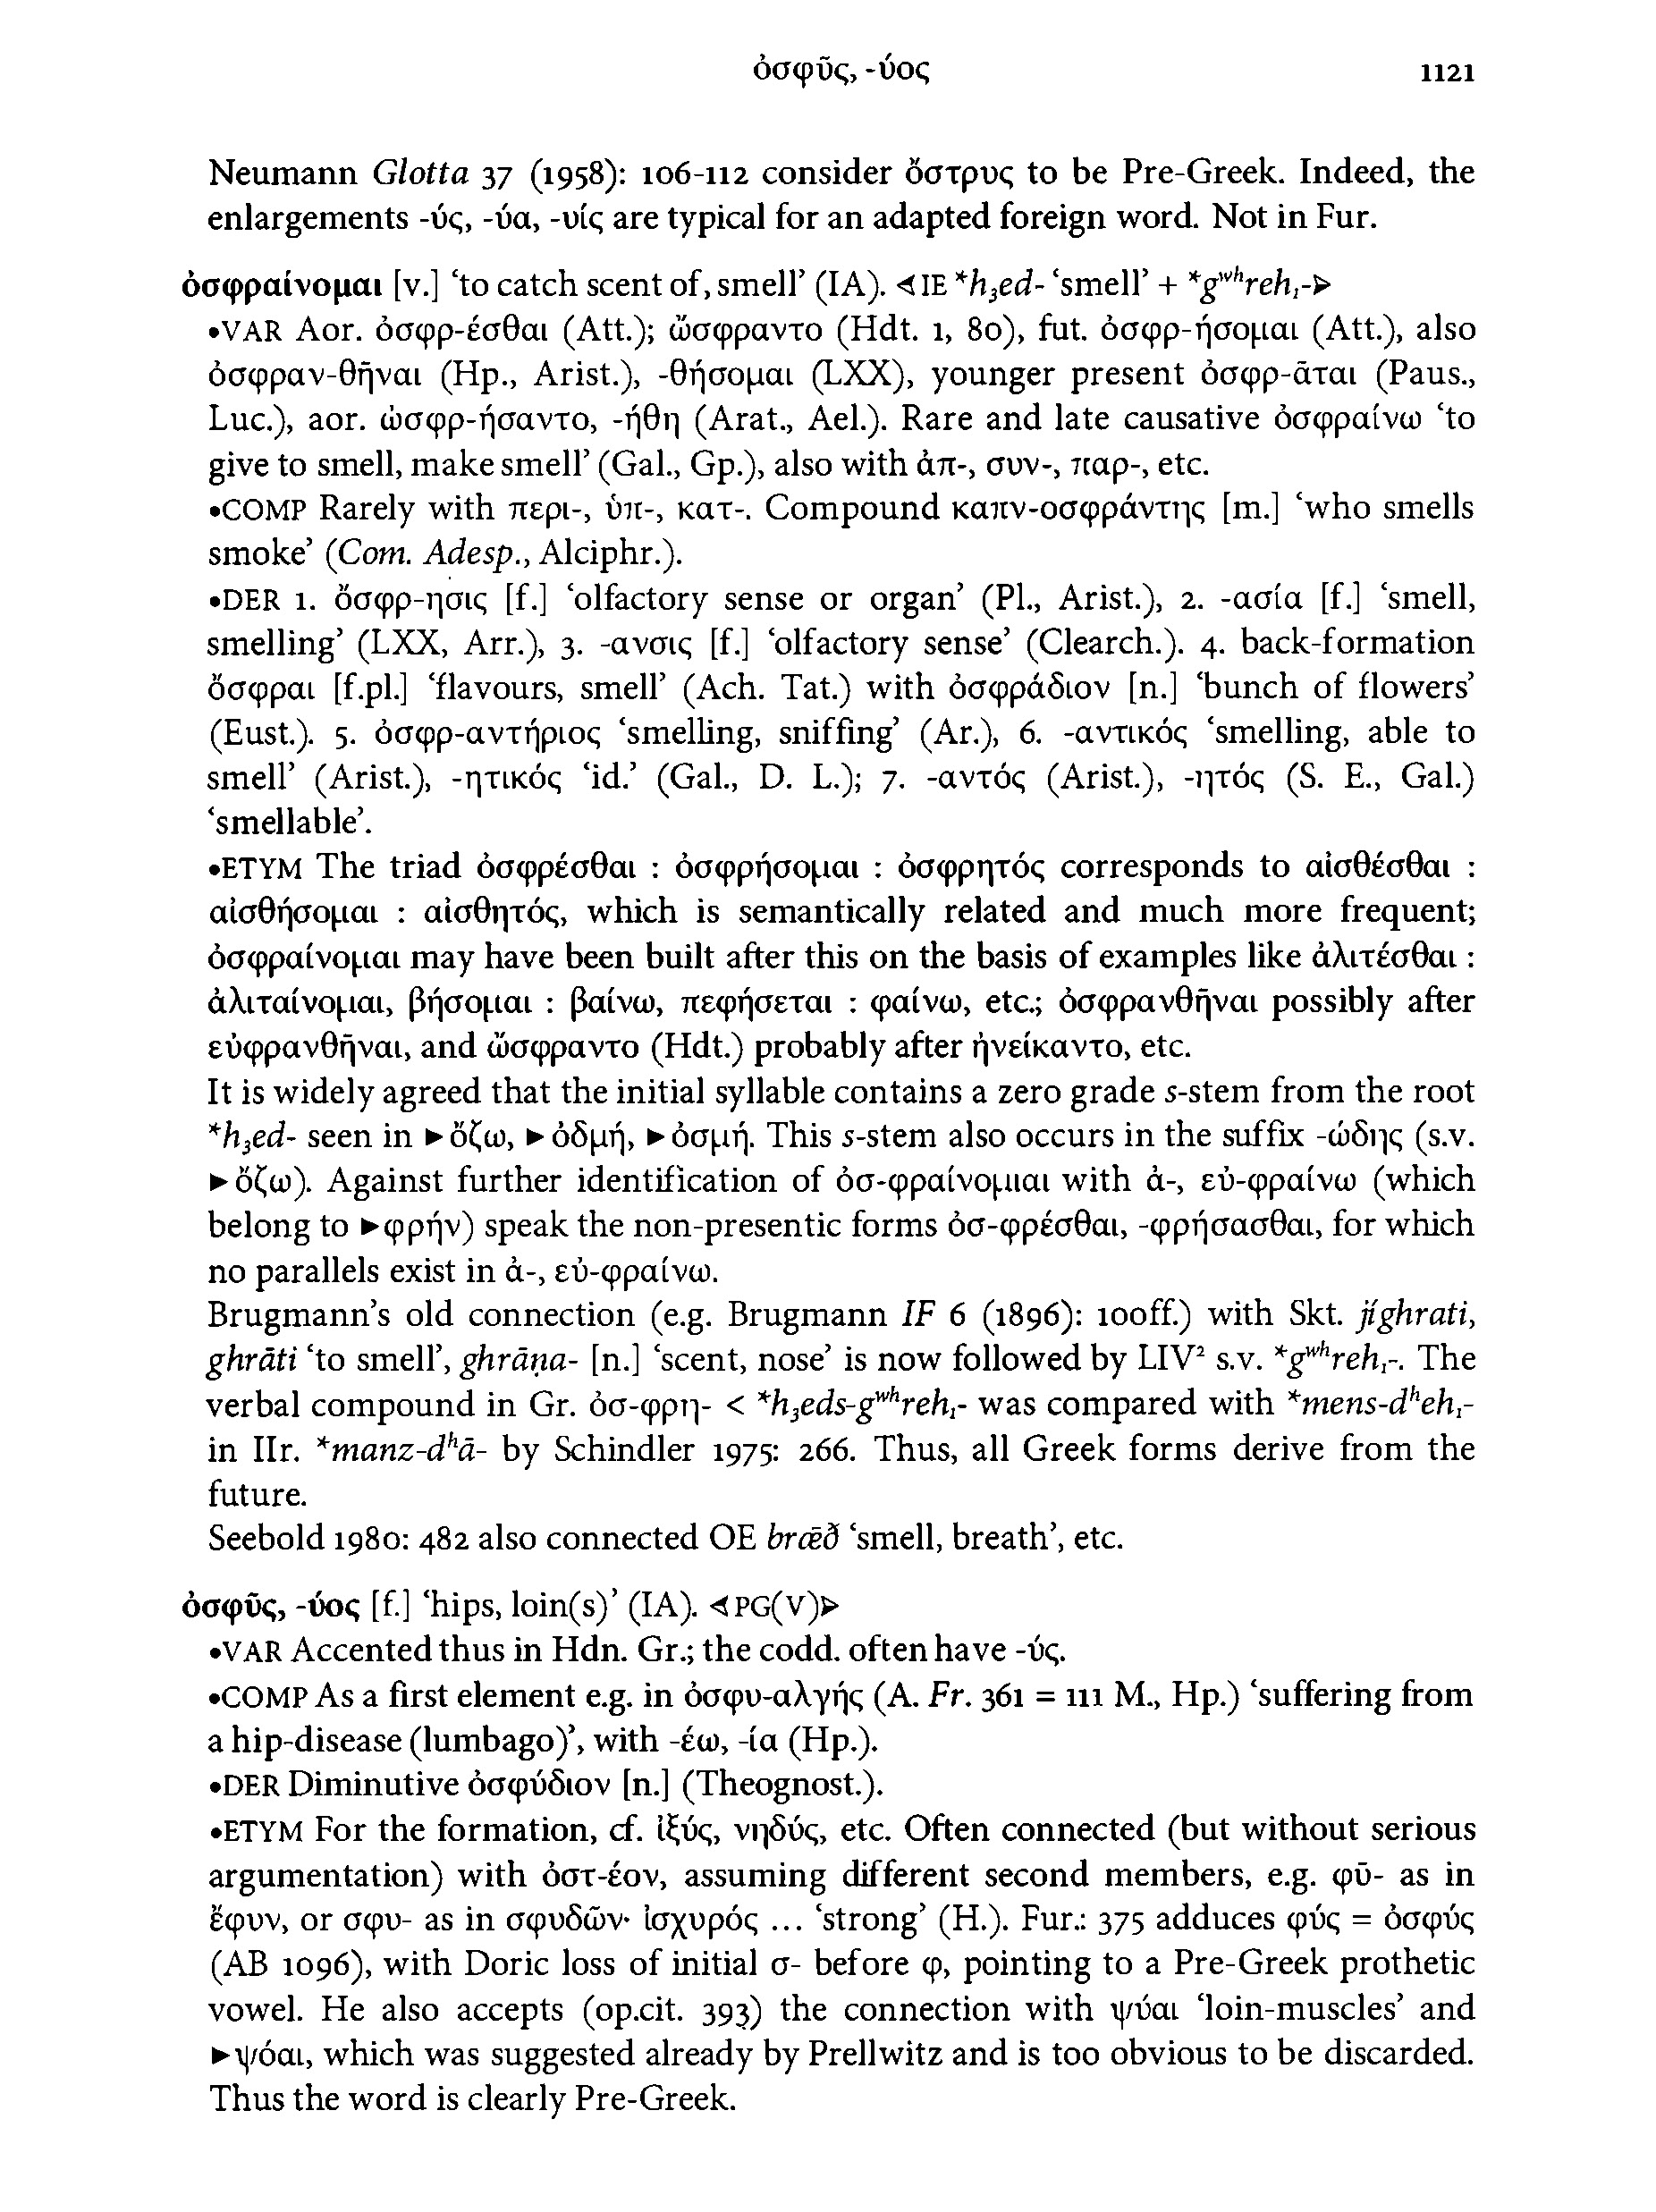 ὀσφῦς, -ύος 1121
Neumann Glotta 37 (1958): 106-112 consider ὄστρυς to be Pre-Greek. Indeed, the
enlargements -ύς, -ύα, -υίς are typical for an adapted foreign word. Not in Fur.
ὀσφραίνομαι [v.] ‘to catch scent of, smell’ (IA). ◄IE *h₃ed- ‘smell’ + *gʷʰreh₁-►
•VAR Aor. ὀσφρ-έσθαι (Att.); ὤσφραντο (Hdt. 1, 80), fut. ὀσφρ-ήσομαι (Att.), also
ὀσφραν-θῆναι (Hp., Arist.), -θήσομαι (LXX), younger present ὀσφρ-ᾶται (Paus.,
Luc.), aor. ὠσφρ-ήσαντο, -ήθη (Arat., Ael.). Rare and late causative ὀσφραίνω ‘to
give to smell, make smell’ (Gal., Gp.), also with ἀπ-, συν-, παρ-, etc.
•COMP Rarely with περι-, ὑπ-, κατ-. Compound καπν-οσφράντης [m.] ‘who smells
smoke’ (Com. Adesp., Alciphr.).
•DER 1. ὄσφρ-ησις [f.] ‘olfactory sense or organ’ (Pl., Arist.), 2. -ασία [f.] ‘smell,
smelling’ (LXX, Arr.), 3. -ανσις [f.] ‘olfactory sense’ (Clearch.). 4. back-formation
ὄσφραι [f.pl.] ‘flavours, smell’ (Ach. Tat.) with ὀσφράδιον [n.] ‘bunch of flowers’
(Eust.). 5. ὀσφρ-αντήριος ‘smelling, sniffing’ (Ar.), 6. -αντικός ‘smelling, able to
smell’ (Arist.), -ητικός ‘id.’ (Gal., D. L.); 7. -αντός (Arist.), -ητός (S. E., Gal.)
‘smellable’.
•ETYM The triad ὀσφρέσθαι : ὀσφρήσομαι : ὀσφρητός corresponds to αἰσθέσθαι :
αἰσθήσομαι : αἰσθητός, which is semantically related and much more frequent;
ὀσφραίνομαι may have been built after this on the basis of examples like ἀλιτέσθαι :
ἀλιταίνομαι, βήσομαι : βαίνω, πεφήσεται : φαίνω, etc.; ὀσφρανθῆναι possibly after
εὐφρανθῆναι, and ὤσφραντο (Hdt.) probably after ἠνείκαντο, etc.
It is widely agreed that the initial syllable contains a zero grade s-stem from the root
*h₃ed- seen in ►ὄζω, ►ὀδμή, ►ὀσμή. This s-stem also occurs in the suffix -ώδης (s.v.
►ὄζω). Against further identification of ὀσ-φραίνομαι with ἀ-, εὐ-φραίνω (which
belong to ►φρήν) speak the non-presentic forms ὀσ-φρέσθαι, -φρήσασθαι, for which
no parallels exist in ἀ-, εὐ-φραίνω.
Brugmann’s old connection (e.g. Brugmann IF 6 (1896): 100ff.) with Skt. jíghrati,
ghrāti ‘to smell’, ghrāṇa- [n.] ‘scent, nose’ is now followed by LIV² s.v. *gʷʰreh₁-. The
verbal compound in Gr. ὀσ-φρη- < *h₃eds-gʷʰreh₁- was compared with *mens-dʰeh₁-
in IIr. *manz-dʰā- by Schindler 1975: 266. Thus, all Greek forms derive from the
future.
Seebold 1980: 482 also connected OE brœ̄ð ‘smell, breath’, etc.
ὀσφῦς, -ύος [f.] ‘hips, loin(s)’ (IA). ◄PG(V)►
•VAR Accented thus in Hdn. Gr.; the codd. often have -ύς.
•COMP As a first element e.g. in ὀσφυ-αλγής (A. Fr. 361 = 111 M., Hp.) ‘suffering from
a hip-disease (lumbago)’, with -έω, -ία (Hp.).
•DER Diminutive ὀσφύδιον [n.] (Theognost.).
•ETYM For the formation, cf. ἰξύς, νηδύς, etc. Often connected (but without serious
argumentation) with ὀστ-έον, assuming different second members, e.g. φῡ- as in
ἔφυν, or σφυ- as in σφυδῶν· ἰσχυρός ... ‘strong’ (H.). Fur.: 375 adduces φύς = ὀσφύς
(AB 1096), with Doric loss of initial σ- before φ, pointing to a Pre-Greek prothetic
vowel. He also accepts (op.cit. 393) the connection with ψύαι ‘loin-muscles’ and
►ψόαι, which was suggested already by Prellwitz and is too obvious to be discarded.
Thus the word is clearly Pre-Greek.